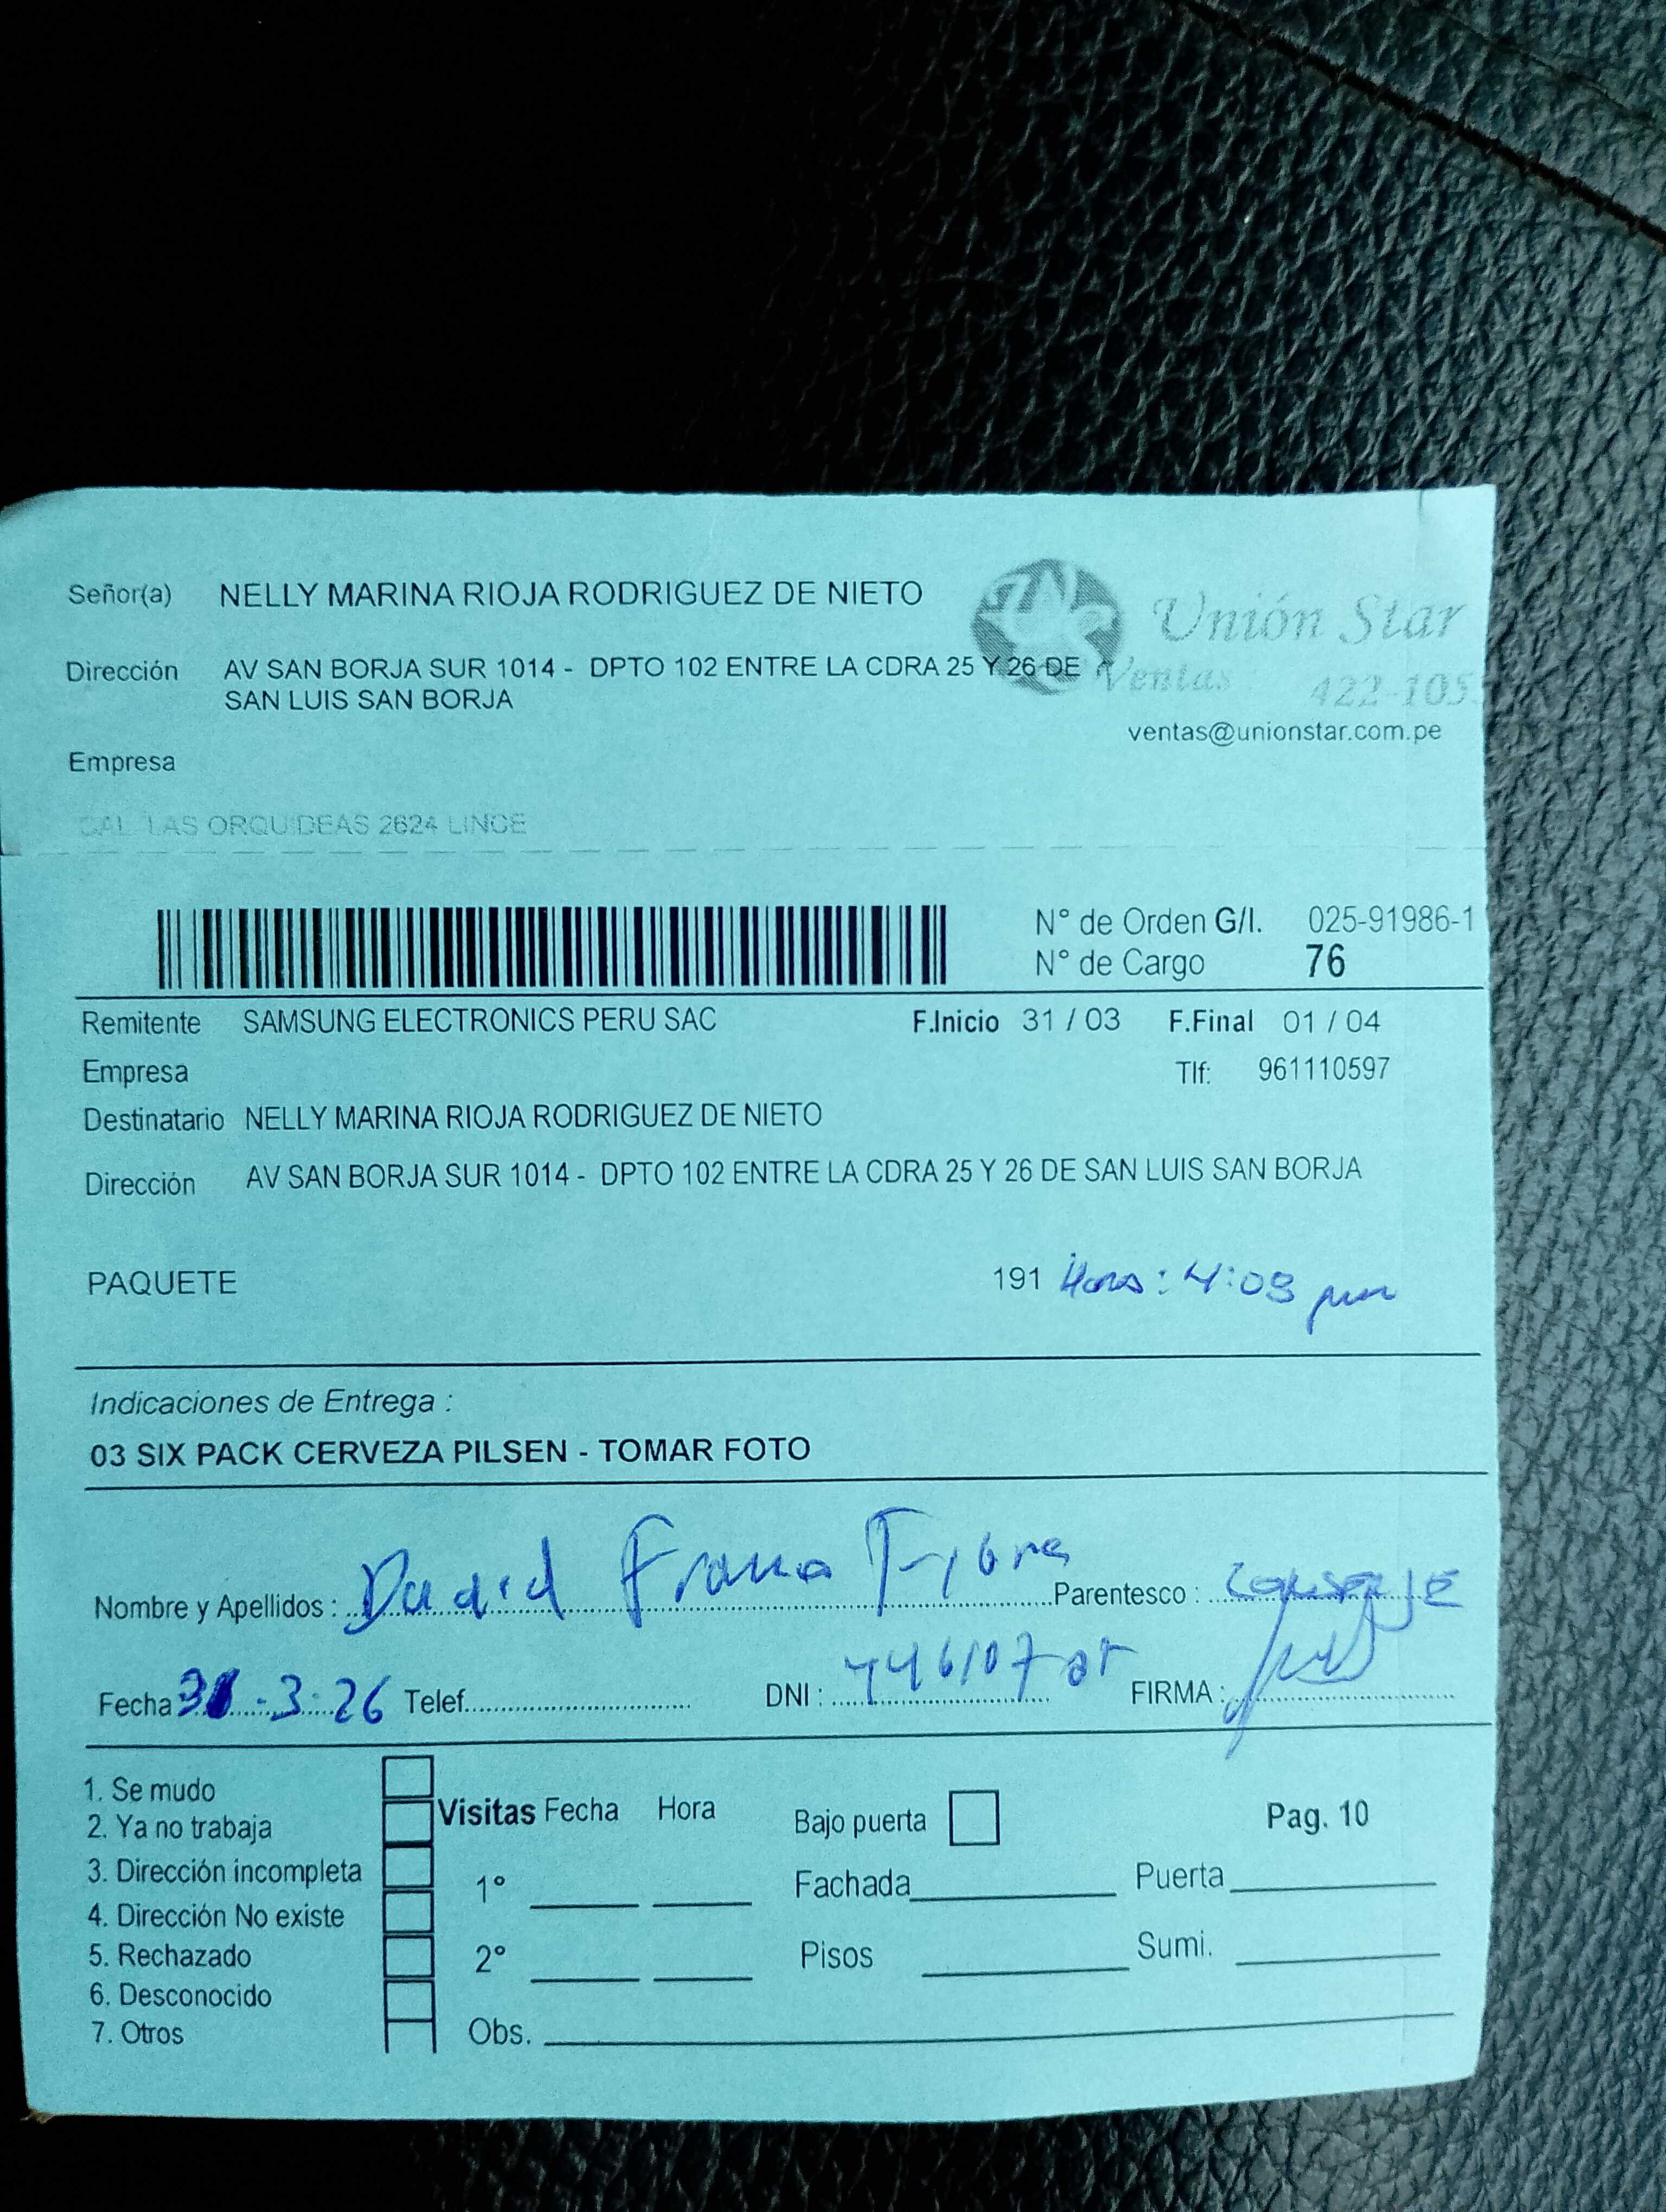 Señor(a) NELLY MARINA RIOJA RODRIGUEZ DE NIETO
Unión Star
Dirección AV SAN BORJA SUR 1014 - DPTO 102 ENTRE LA CDRA 25 Y 26 DE
SAN LUIS SAN BORJA
Ventas 422-105
ventas@unionstar.com.pe
Empresa
CAL LAS ORQUIDEAS 2624 LINCE
N° de Orden G/I. 025-91986-1
N° de Cargo 76
Remitente SAMSUNG ELECTRONICS PERU SAC F.Inicio 31 / 03 F.Final 01 / 04
Empresa Tlf: 961110597
Destinatario NELLY MARINA RIOJA RODRIGUEZ DE NIETO
Dirección AV SAN BORJA SUR 1014 - DPTO 102 ENTRE LA CDRA 25 Y 26 DE SAN LUIS SAN BORJA
PAQUETE 191 Hora: 4:09 pm
Indicaciones de Entrega :
03 SIX PACK CERVEZA PILSEN - TOMAR FOTO
Nombre y Apellidos : David Parentesco : CONSERJE
Fecha 31-3-26 Telef. DNI : FIRMA :
1. Se mudo
2. Ya no trabaja
3. Dirección incompleta
4. Dirección No existe
5. Rechazado
6. Desconocido
7. Otros
Visitas Fecha Hora
1°
2°
Obs.
Bajo puerta Pag. 10
Fachada Puerta
Pisos Sumi.